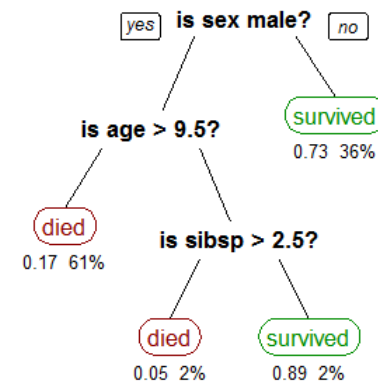 yes is sex male? no
is age > 9.5?
survived
0.73 36%
died
0.17 61%
is sibsp > 2.5?
died survived
0.05 2% 0.89 2%